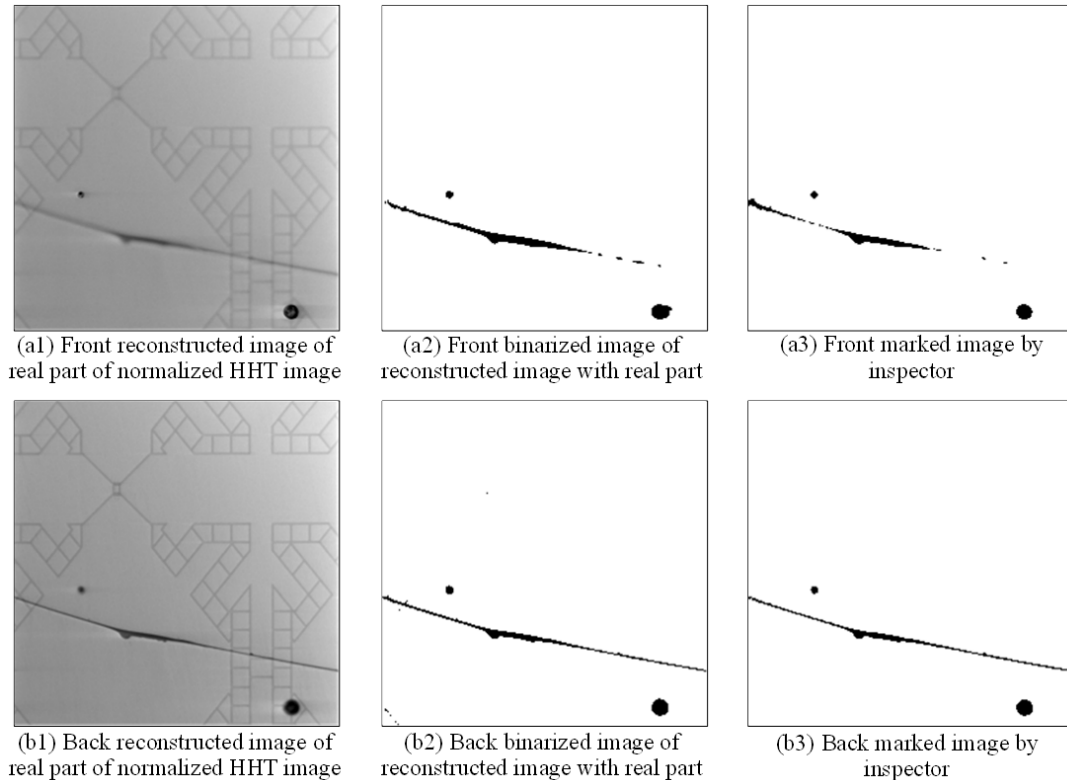 (a1) Front reconstructed image of
real part of normalized HHT image
(a2) Front binarized image of
reconstructed image with real part
(a3) Front marked image by
inspector
(b1) Back reconstructed image of
real part of normalized HHT image
(b2) Back binarized image of
reconstructed image with real part
(b3) Back marked image by
inspector